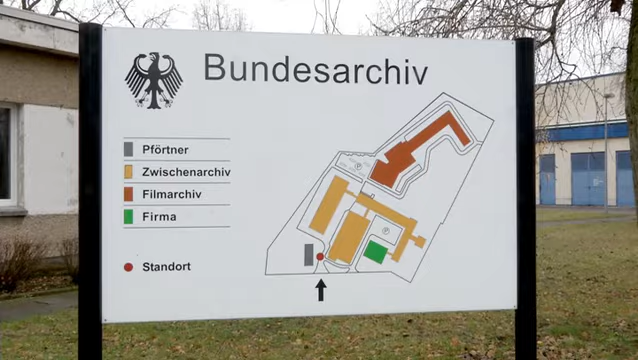 Bundesarchiv
Pförtner
Zwischenarchiv
Filmarchiv
Firma
Standort
P
P